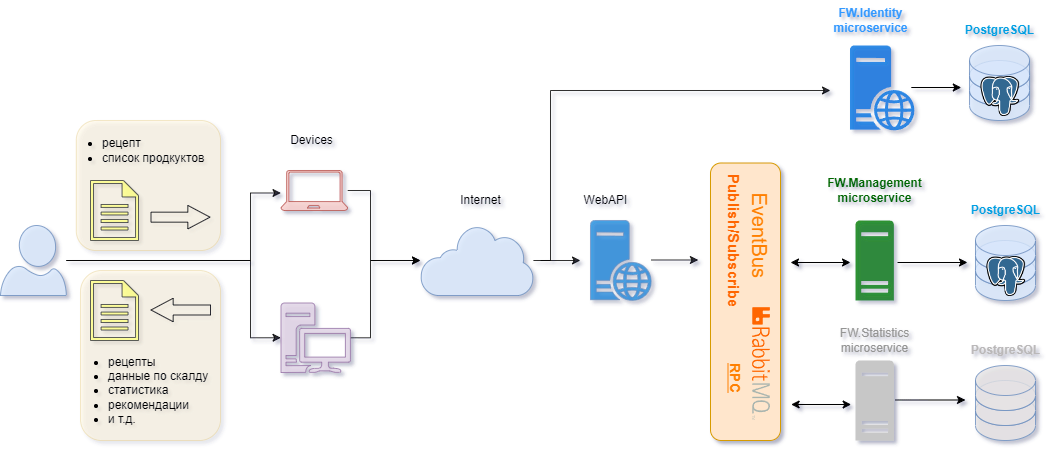 FW.Identity
microservice
PostgreSQL
рецепт
список продкуктов
Devices
Internet
WebAPI
EventBus
Publish/Subscribe
RabbitMQ
RPC
FW.Management
microservice
PostgreSQL
рецепты
данные по скалду
статистика
рекомендации
и т.д.
FW.Statistics
microservice
PostgreSQL